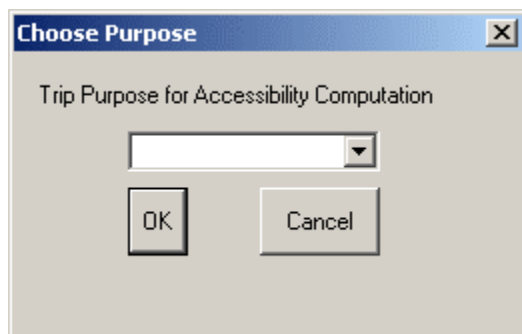 Choose Purpose
Trip Purpose for Accessibility Computation
OK
Cancel